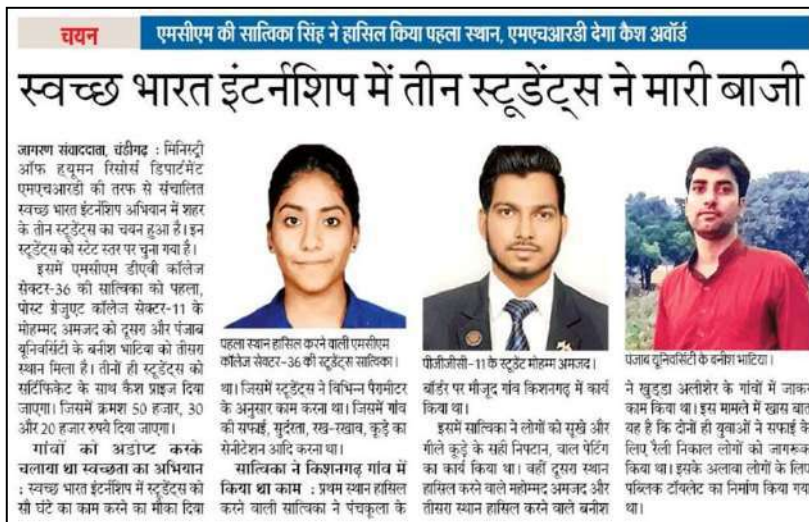 चयन
एमसीएम की सात्विका सिंह ने हासिल किया पहला स्थान, एमएचआरडी देगा कैश अवॉर्ड
स्वच्छ भारत इंटर्नशिप में तीन स्टूडेंट्स ने मारी बाजी
जागरण संवाददाता, चंडीगढ़ : मिनिस्ट्री
ऑफ ह्यूमन रिसोर्स डिपार्टमेंट
एमएचआरडी की तरफ से संचालित
स्वच्छ भारत इंटर्नशिप अभियान में शहर
के तीन स्टूडेंट्स का चयन हुआ है। इन
स्टूडेंट्स को स्टेट स्तर पर चुना गया है।
इसमें एमसीएम डीएवी कॉलेज
सेक्टर-36 की सात्विका को पहला,
पोस्ट ग्रेजुएट कॉलेज सेक्टर-11 के
मोहम्मद अमजद को दूसरा और पंजाब
यूनिवर्सिटी के बनीश भाटिया को तीसरा
स्थान मिला है। तीनों ही स्टूडेंट्स को
सर्टिफिकेट के साथ कैश प्राइज दिया
जाएगा। जिसमें क्रमश 50 हजार, 30
और 20 हजार रुपये दिया जाएगा।
गांवों को अडोप्ट करके
चलाया था स्वच्छता का अभियान
: स्वच्छ भारत इंटर्नशिप में स्टूडेंट्स को
सौ घंटे का काम करने का मौका दिया
पहला स्थान हासिल करने वाली एमसीएम
कॉलेज सेक्टर-36 की स्टूडेंट्स सात्विका।
था। जिसमें स्टूडेंट्स ने विभिन्न पैरामीटर
के अनुसार काम करना था। जिसमें गांव
की सफाई, सुदंरता, रख-रखाव, कूड़े का
सेनीटेशन आदि करना था।
सात्विका ने किशनगढ़ गांव में
किया था काम : प्रथम स्थान हासिल
करने वाली सात्विका ने पंचकूला के
पीजीजीसी-11 के स्टूडेंट मोहम्म अमजद।
बॉर्डर पर मौजूद गांव किशनगढ़ में कार्य
किया था।
इसमें सात्विका ने लोगों को सूखे और
गीले कूड़े के सही निपटान, वाल पेंटिंग
का कार्य किया था। वहीं दूसरा स्थान
हासिल करने वाले महोम्मद अमजद और
तीसरा स्थान हासिल करने वाले बनीश
पंजाब यूनिवर्सिटी के बनीश भाटिया।
ने खुड्डा अलीशेर के गांवों में जाकर
काम किया था। इस मामले में खास बात
यह है कि दोनों ही युवाओं ने सफाई के
लिए रैली निकाल लोगों को जागरूक
किया था। इसके अलावा लोगों के लिए
पब्लिक टॉयलेट का निर्माण किया गया
था।